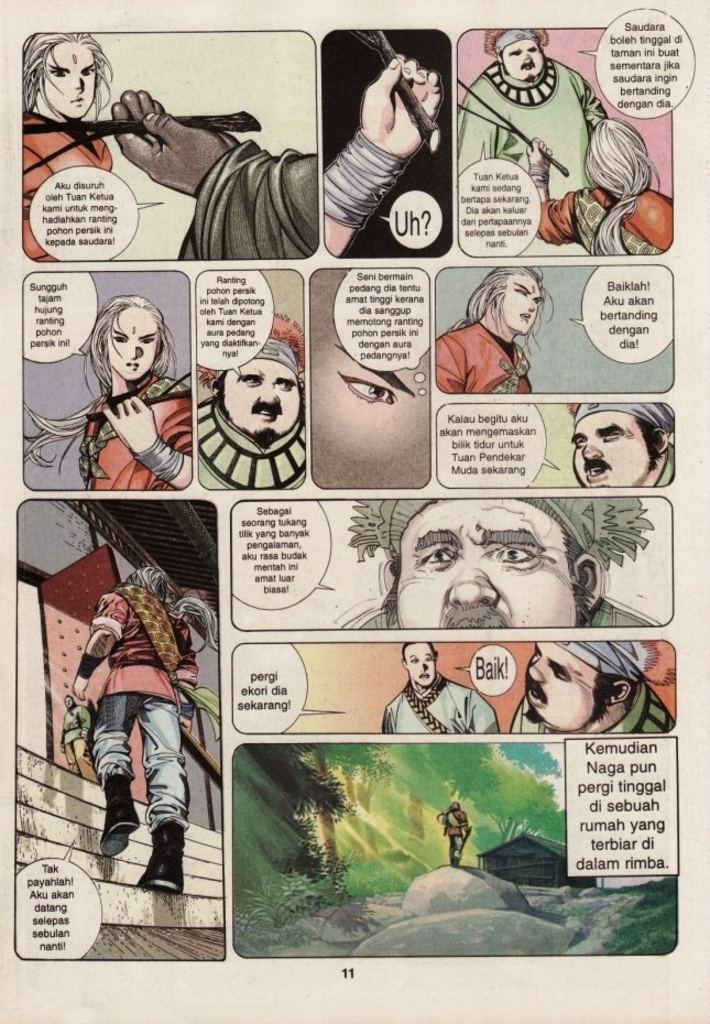 Aku disuruh
oleh Tuan Ketua
kami untuk meng-
hadiahkan ranting
pohon persik ini
kepada saudara!
Uh?
Saudara
boleh tinggal di
taman ini buat
sementara jika
saudara ingin
bertanding
dengan dia.
Tuan Ketua
kami sedang
bertapa sekarang.
Dia akan keluar
dari pertapaannya
selepas sebulan
nanti.
Sungguh
tajam
hujung
ranting
pohon
persik ini!
Ranting
pohon persik
ini telah dipotong
oleh Tuan Ketua
kami dengan
aura pedang
yang diaktifkan-
nya!
Seni bermain
pedang dia tentu
amat tinggi kerana
dia sanggup
memotong ranting
pohon persik ini
dengan aura
pedangnya!
Baiklah!
Aku akan
bertanding
dengan
dia!
Kalau begitu aku
akan mengemaskan
bilik tidur untuk
Tuan Pendekar
Muda sekarang
Tak
payahlah!
Aku akan
datang
selepas
sebulan
nanti!
Sebagai
seorang tukang
tilik yang banyak
pengalaman,
aku rasa budak
mentah ini
amat luar
biasa!
pergi
ekori dia
sekarang!
Baik!
Kemudian
Naga pun
pergi tinggal
di sebuah
rumah yang
terbiar di
dalam rimba.
11